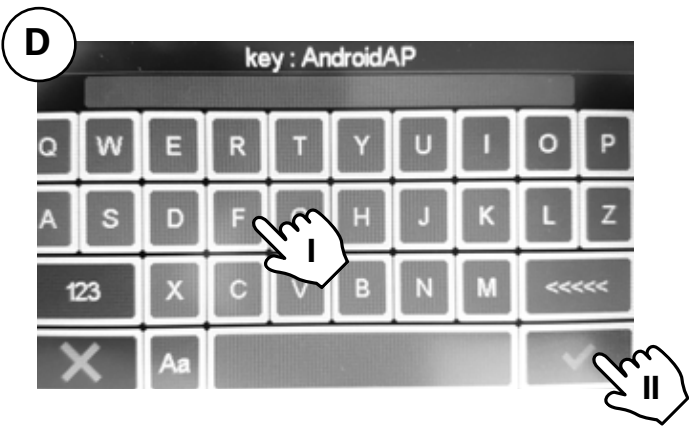 D
key : AndroidAP
Q W E R T Y U I O P
A S D F H J K L Z
I
123 X C V B N M <<<<<
Aa
II